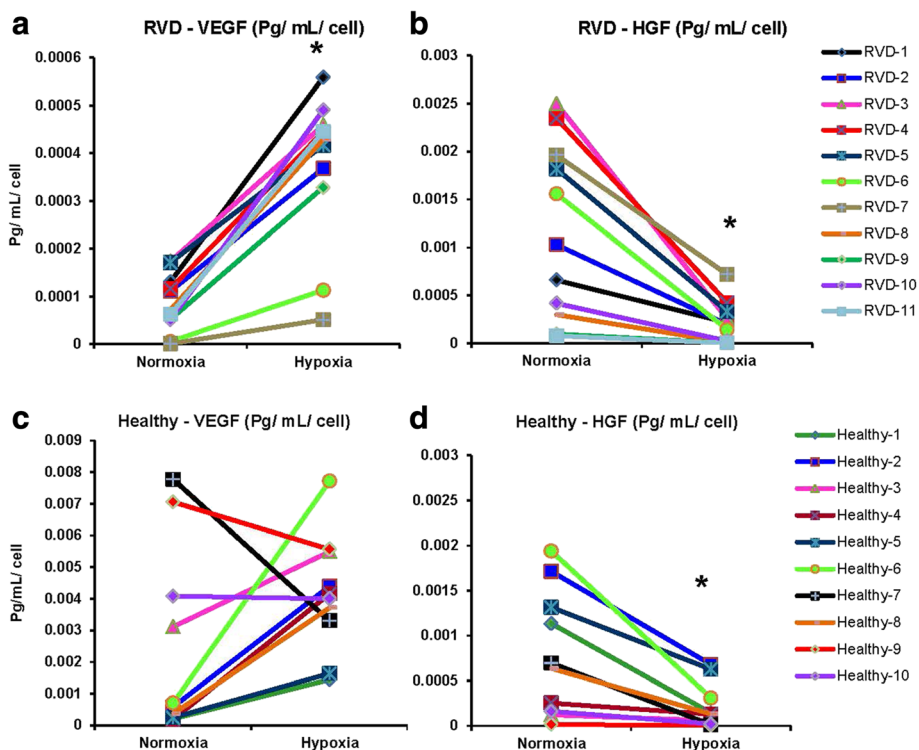 a
RVD - VEGF (Pg/ mL/ cell)
*
0.0006
0.0005
0.0004
0.0003
0.0002
0.0001
0
Pg/ mL/ cell
Normoxia
Hypoxia
b
RVD - HGF (Pg/ mL/ cell)
*
0.003
0.0025
0.002
0.0015
0.001
0.0005
0
Normoxia
Hypoxia
RVD-1
RVD-2
RVD-3
RVD-4
RVD-5
RVD-6
RVD-7
RVD-8
RVD-9
RVD-10
RVD-11
c
Healthy - VEGF (Pg/ mL/ cell)
0.009
0.008
0.007
0.006
0.005
0.004
0.003
0.002
0.001
0
Pg/mL/ cell
Normoxia
Hypoxia
d
Healthy - HGF (Pg/ mL/ cell)
*
0.003
0.0025
0.002
0.0015
0.001
0.0005
0
Normoxia
Hypoxia
Healthy-1
Healthy-2
Healthy-3
Healthy-4
Healthy-5
Healthy-6
Healthy-7
Healthy-8
Healthy-9
Healthy-10